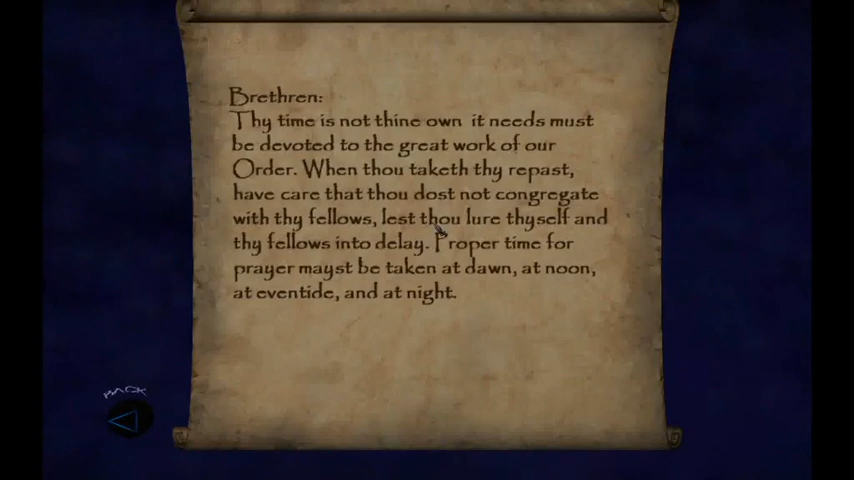 Brethren:
Thy time is not thine own it needs must
be devoted to the great work of our
Order. When thou taketh thy repast,
have care that thou dost not congregate
with thy fellows, lest thou lure thyself and
thy fellows into delay. Proper time for
prayer mayst be taken at dawn, at noon,
at eventide, and at night.
BACK